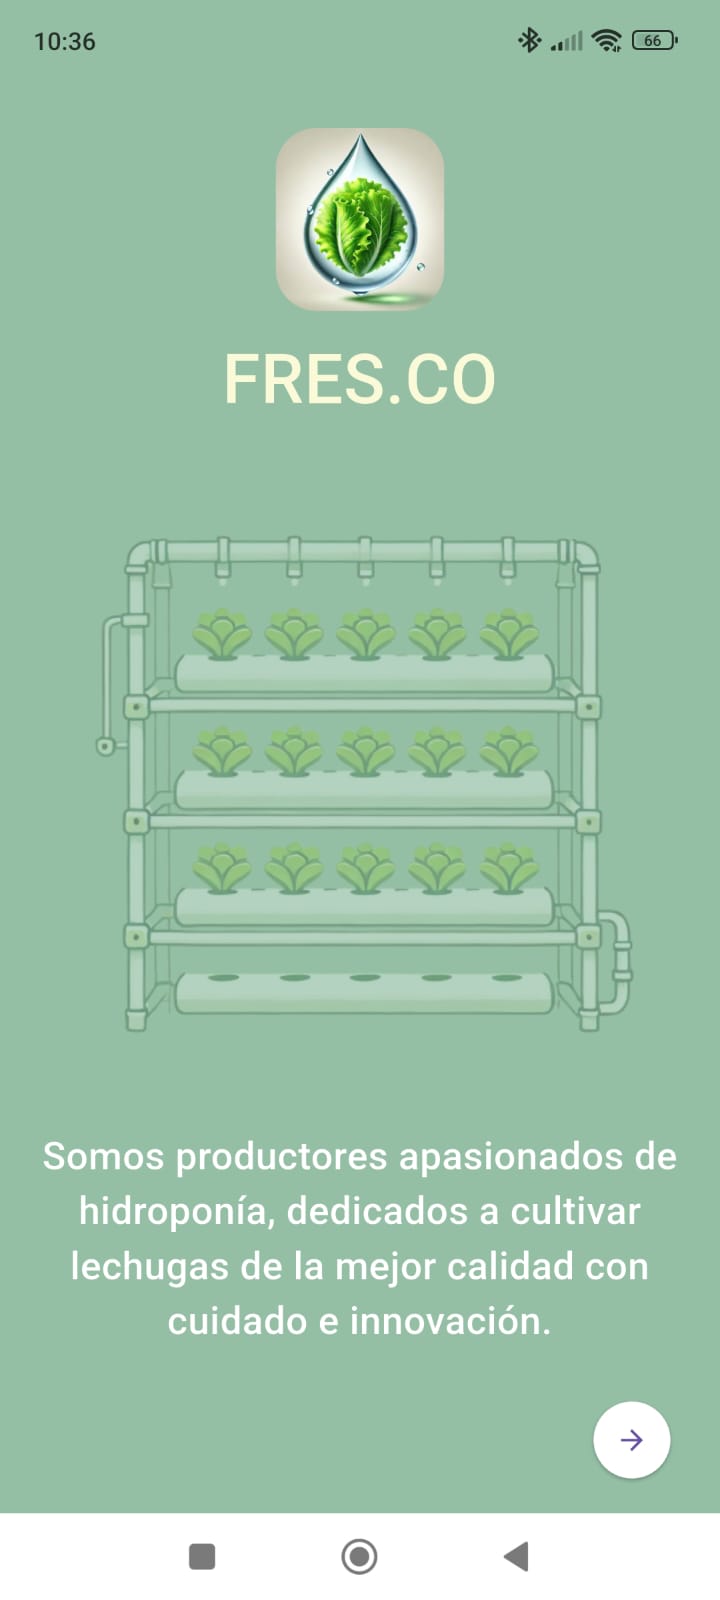 10:36
66
FRES.CO
Somos productores apasionados de
hidroponía, dedicados a cultivar
lechugas de la mejor calidad con
cuidado e innovación.